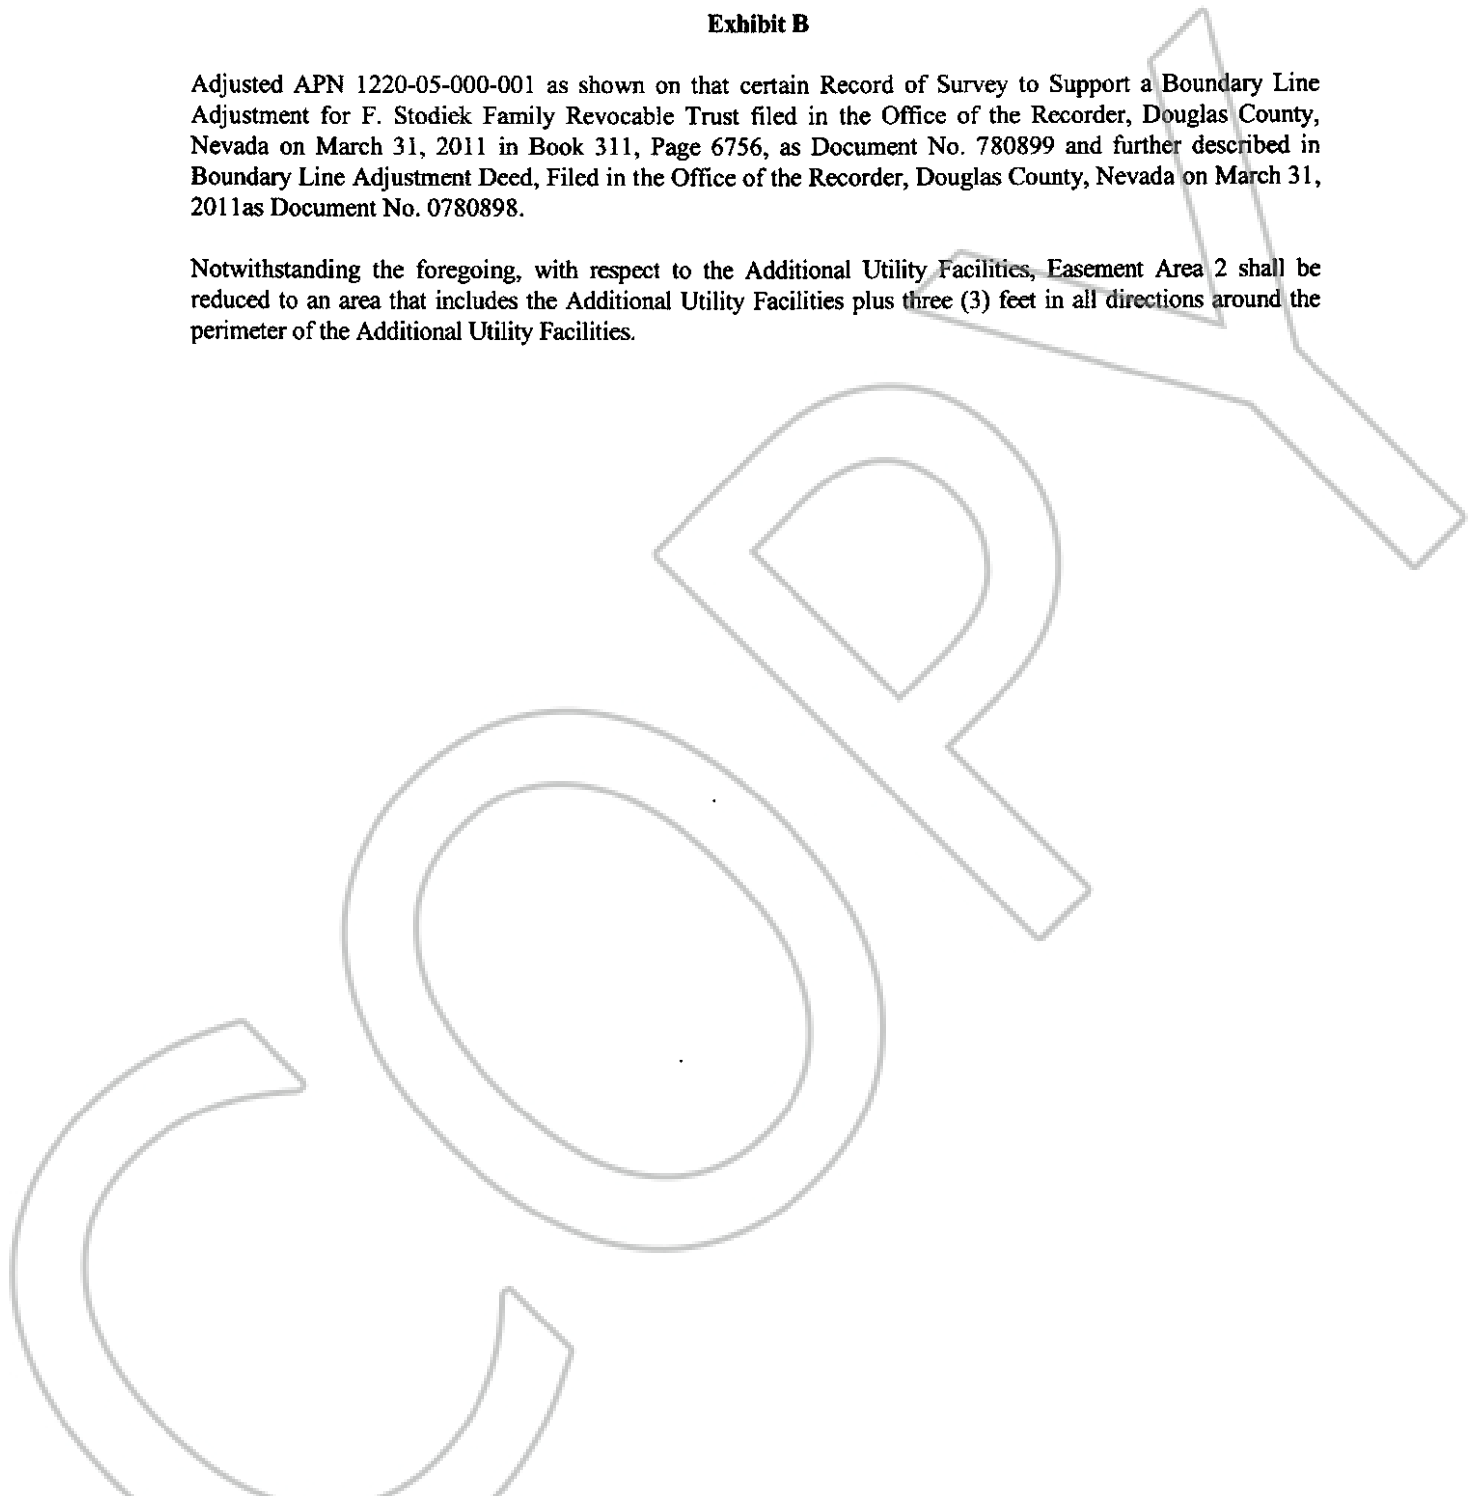 Exhibit B
Adjusted APN 1220-05-000-001 as shown on that certain Record of Survey to Support a Boundary Line
Adjustment for F. Stodick Family Revocable Trust filed in the Office of the Recorder, Douglas County,
Nevada on March 31, 2011 in Book 311, Page 6756, as Document No. 780899 and further described in
Boundary Line Adjustment Deed, Filed in the Office of the Recorder, Douglas County, Nevada on March 31,
2011as Document No. 0780898.
Notwithstanding the foregoing, with respect to the Additional Utility Facilities, Easement Area 2 shall be
reduced to an area that includes the Additional Utility Facilities plus three (3) feet in all directions around the
perimeter of the Additional Utility Facilities.
COPY